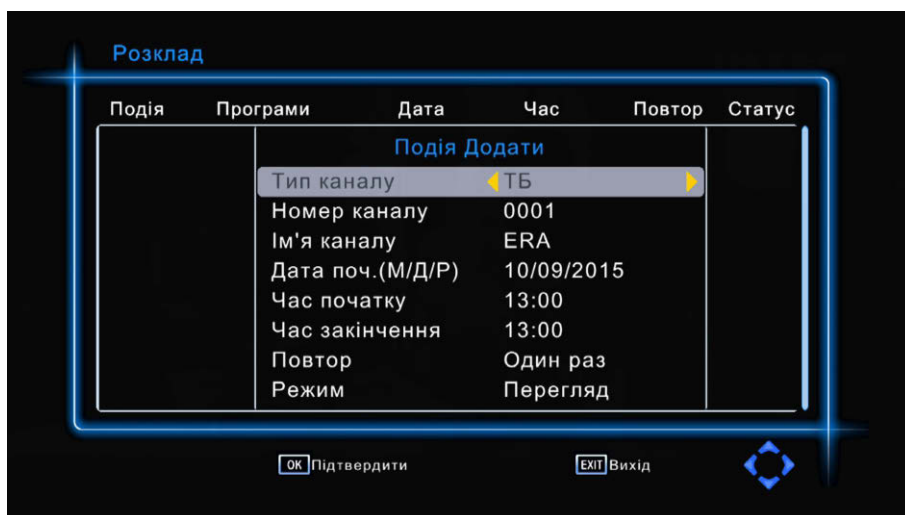 Розклад
Подія Програми Дата Час Повтор Статус
Подія Додати
Тип каналу ТБ
Номер каналу 0001
Ім'я каналу ERA
Дата поч.(М/Д/Р) 10/09/2015
Час початку 13:00
Час закінчення 13:00
Повтор Один раз
Режим Перегляд
OK Підтвердити EXIT Вихід